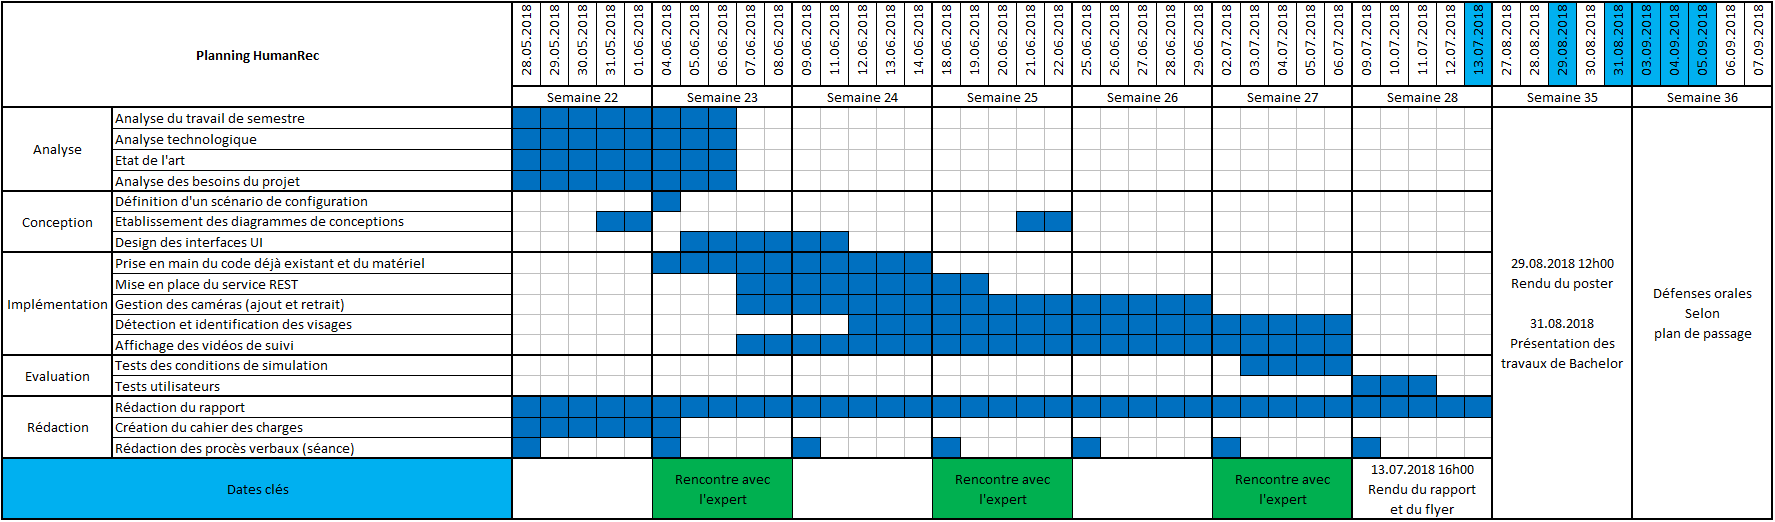 Planning HumanRec
28.05.2018
29.05.2018
30.05.2018
31.05.2018
01.06.2018
04.06.2018
05.06.2018
06.06.2018
07.06.2018
08.06.2018
09.06.2018
11.06.2018
12.06.2018
13.06.2018
14.06.2018
18.06.2018
19.06.2018
20.06.2018
21.06.2018
22.06.2018
25.06.2018
26.06.2018
27.06.2018
28.06.2018
29.06.2018
02.07.2018
03.07.2018
04.07.2018
05.07.2018
06.07.2018
09.07.2018
10.07.2018
11.07.2018
12.07.2018
13.07.2018
27.08.2018
28.08.2018
29.08.2018
30.08.2018
31.08.2018
03.09.2018
04.09.2018
05.09.2018
06.09.2018
07.09.2018
Semaine 22
Semaine 23
Semaine 24
Semaine 25
Semaine 26
Semaine 27
Semaine 28
Semaine 35
Semaine 36
Analyse
Analyse du travail de semestre
Analyse technologique
Etat de l'art
Analyse des besoins du projet
Conception
Définition d'un scénario de configuration
Etablissement des diagrammes de conceptions
Design des interfaces UI
Implémentation
Prise en main du code déjà existant et du matériel
Mise en place du service REST
Gestion des caméras (ajout et retrait)
Détection et identification des visages
Affichage des vidéos de suivi
Evaluation
Tests des conditions de simulation
Tests utilisateurs
Rédaction
Rédaction du rapport
Création du cahier des charges
Rédaction des procès verbaux (séance)
29.08.2018 12h00
Rendu du poster
31.08.2018
Présentation des
travaux de Bachelor
Défenses orales
Selon
plan de passage
Dates clés
Rencontre avec
l'expert
Rencontre avec
l'expert
Rencontre avec
l'expert
13.07.2018 16h00
Rendu du rapport
et du flyer